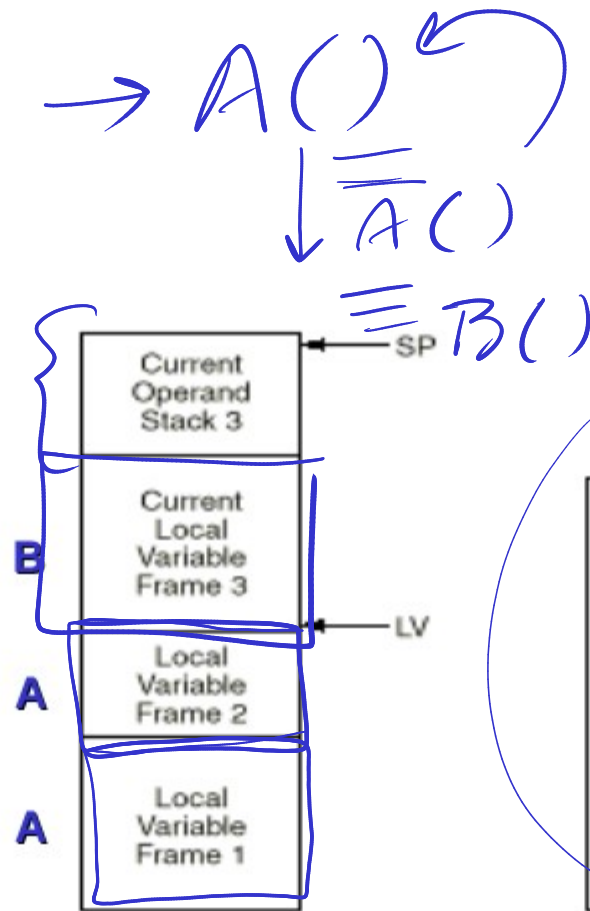 A()
A()
B()
SP
Current
Operand
Stack 3
Current
Local
Variable
Frame 3
B
LV
Local
Variable
Frame 2
A
Local
Variable
Frame 1
A